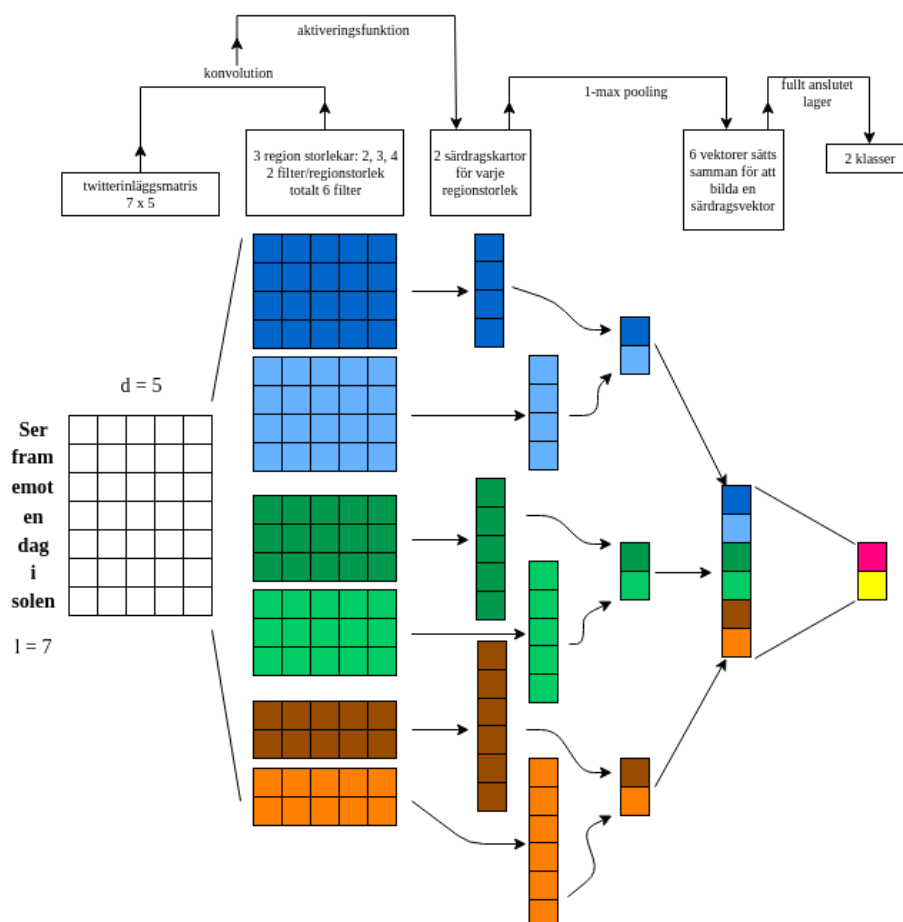 aktiveringsfunktion
konvolution
1-max pooling
fullt anslutet
lager
twitterinläggsmatris
7 x 5
3 region storlekar: 2, 3, 4
2 filter/regionstorlek
totalt 6 filter
2 särdragskartor
för varje
regionstorlek
6 vektorer sätts
samman för att
bilda en
särdragsvektor
2 klasser
d = 5
Ser
fram
emot
en
dag
i
solen
l = 7